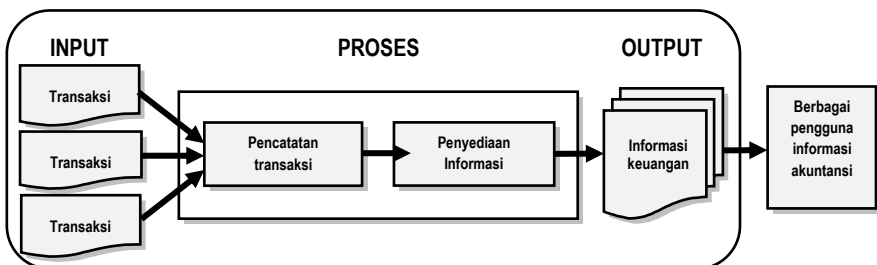 INPUT
PROSES
OUTPUT
Transaksi
Transaksi
Transaksi
Pencatatan
transaksi
Penyediaan
Informasi
Informasi
keuangan
Berbagai
pengguna
informasi
akuntansi